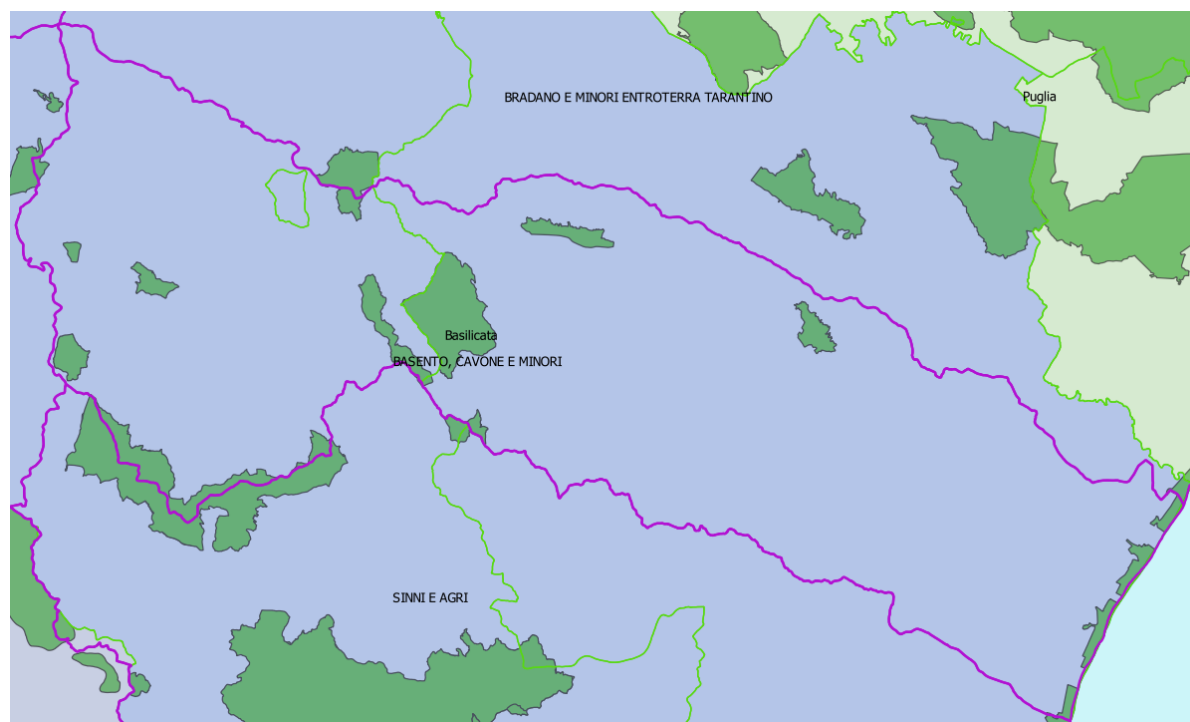 BRADANO E MINORI ENTROTERRA TARANTINO
Puglia
Basilicata
BASENTO, CAVONE E MINORI
SINNI E AGRI